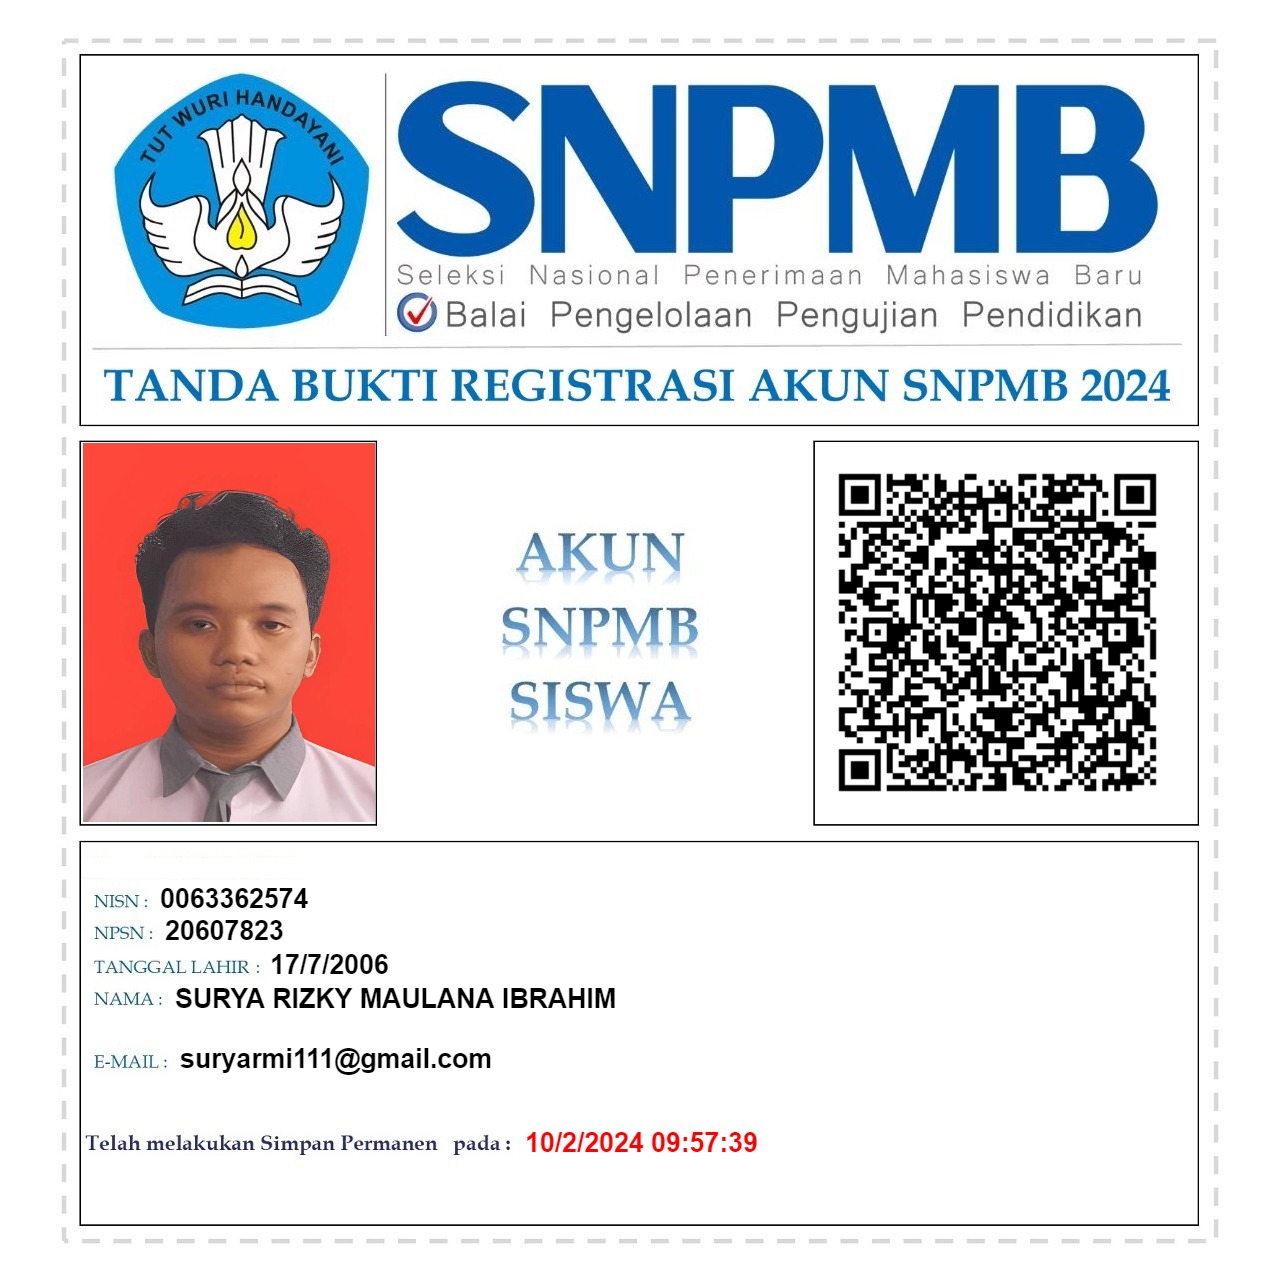 TUT WURI HANDAYANI
SNPMB
Seleksi Nasional Penerimaan Mahasiswa Baru
Balai Pengelolaan Pengujian Pendidikan
TANDA BUKTI REGISTRASI AKUN SNPMB 2024
AKUN
SNPMB
SISWA
NISN : 0063362574
NPSN : 20607823
TANGGAL LAHIR : 17/7/2006
NAMA : SURYA RIZKY MAULANA IBRAHIM
E-MAIL : suryarmi111@gmail.com
Telah melakukan Simpan Permanen pada : 10/2/2024 09:57:39